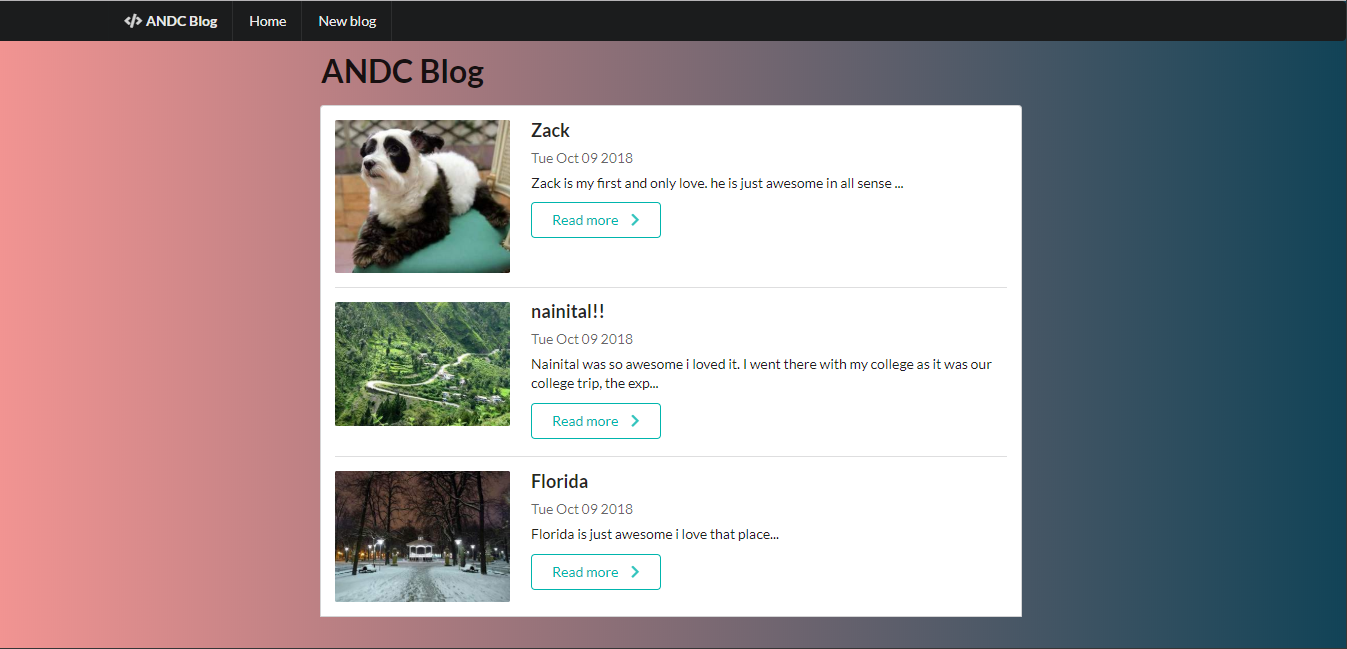 ANDC Blog Home New blog
ANDC Blog
Zack
Tue Oct 09 2018
Zack is my first and only love. he is just awesome in all sense ...
Read more
nainital!!
Tue Oct 09 2018
Nainital was so awesome i loved it. I went there with my college as it was our
college trip, the exp...
Read more
Florida
Tue Oct 09 2018
Florida is just awesome i love that place...
Read more